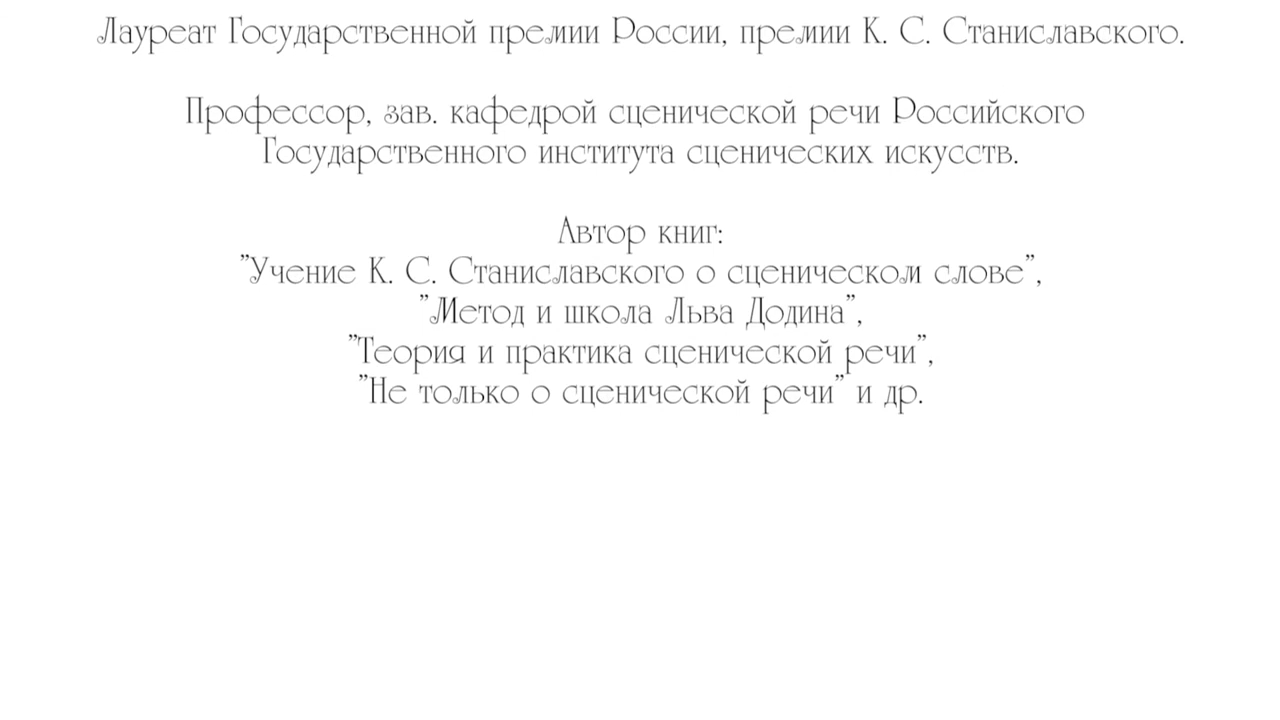 Лауреат Государственной премии России, премии К. С. Станиславского.
Профессор, зав. кафедрой сценической речи Российского
Государственного института сценических искусств.
Автор книг:
"Учение К. С. Станиславского о сценическом слове",
"Метод и школа Льва Додина",
"Теория и практика сценической речи",
"Не только о сценической речи" и др.